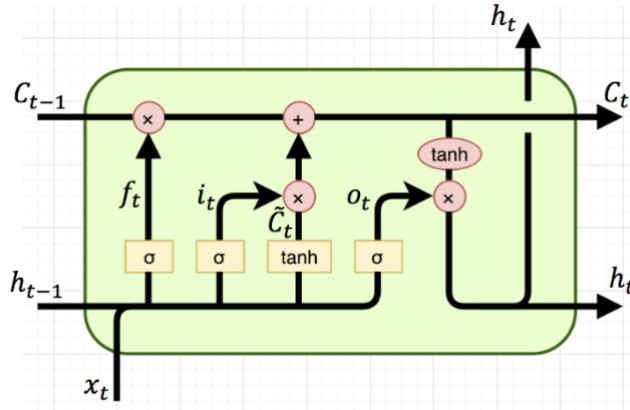 h_t
C_{t-1}
×
+
C_t
tanh
f_t
i_t
×
o_t
×
C̃_t
σ
σ
tanh
σ
h_{t-1}
h_t
x_t